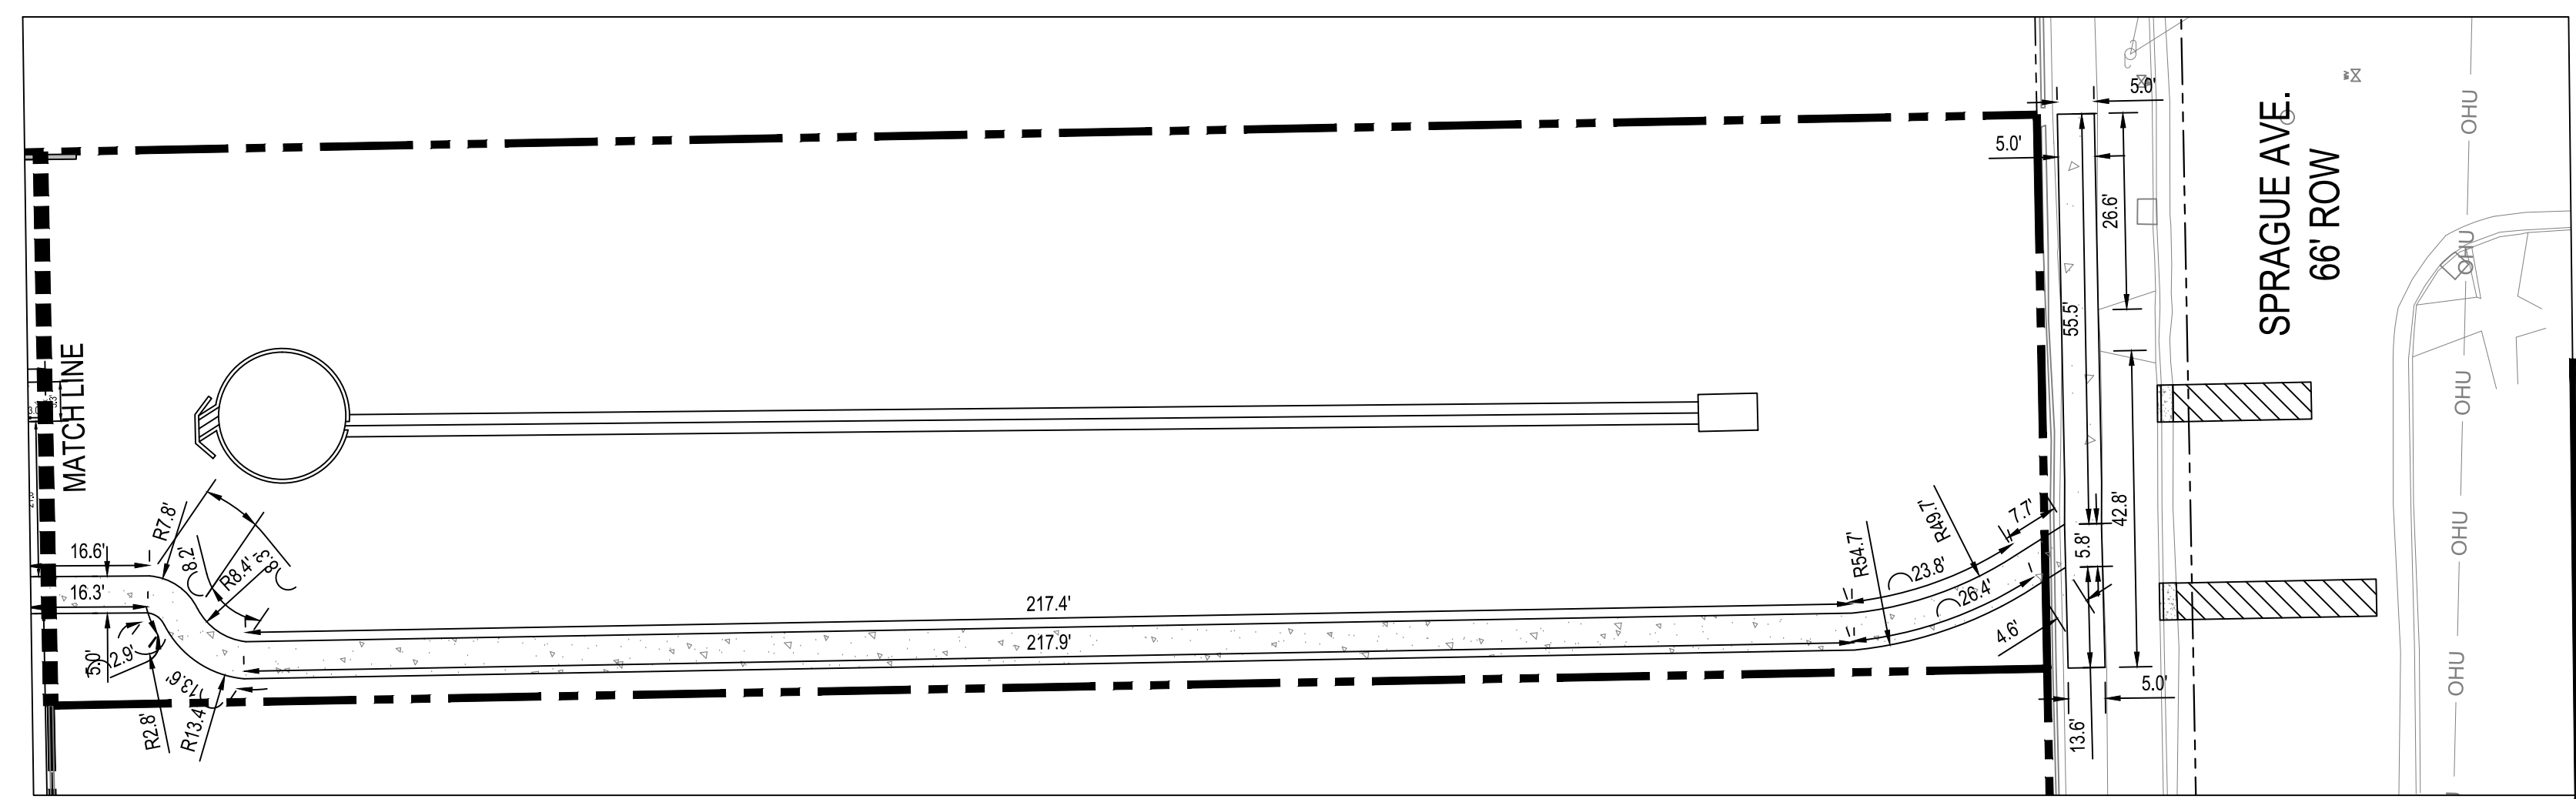 5.0'
WV
SPRAGUE AVE.
66' ROW
OHU
5.0'
26.6'
OHU
55.5'
MATCH LINE
OHU
R7.8'
8.2'
R8.4'
8.3'
16.6'
16.3'
217.4'
217.9'
R54.7'
R49.7'
7.7'
23.8'
26.4'
4.6'
42.8'
5.8'
OHU
5.0'
2.9'
13.6'
R2.8'
R13.4'
OHU
5.0'
13.6'